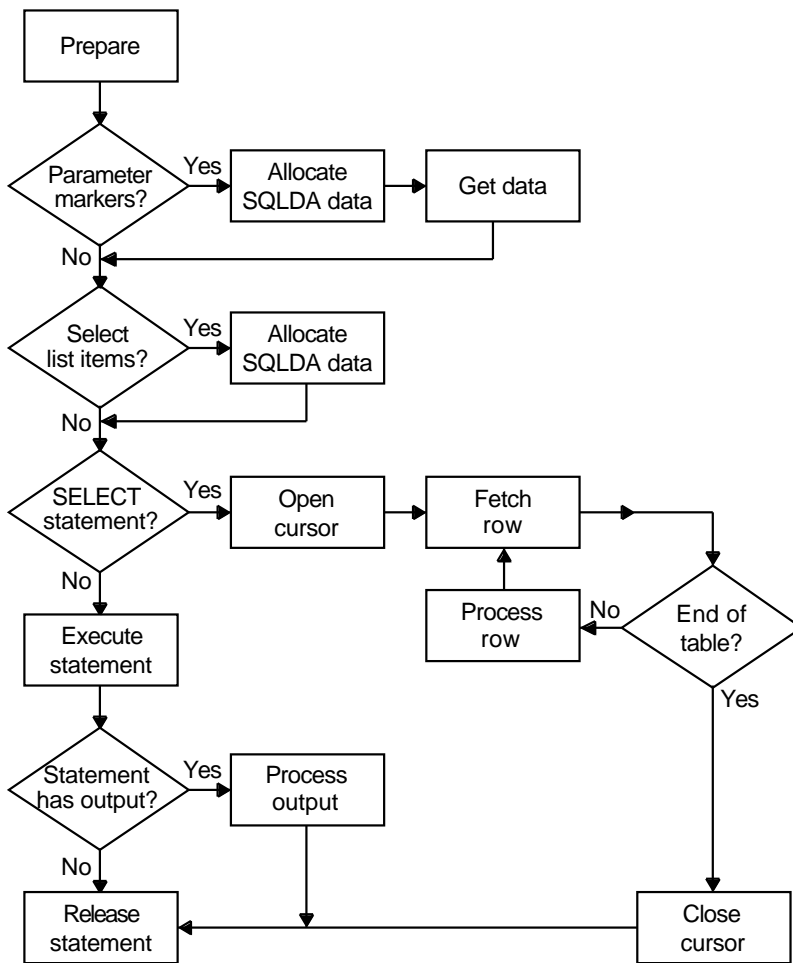 Prepare
Parameter
markers?
Yes
Allocate
SQLDA data
Get data
No
Select
list items?
Yes
Allocate
SQLDA data
No
SELECT
statement?
Yes
Open
cursor
Fetch
row
No
Execute
statement
Process
row
No
End of
table?
Yes
Statement
has output?
Yes
Process
output
No
Release
statement
Close
cursor